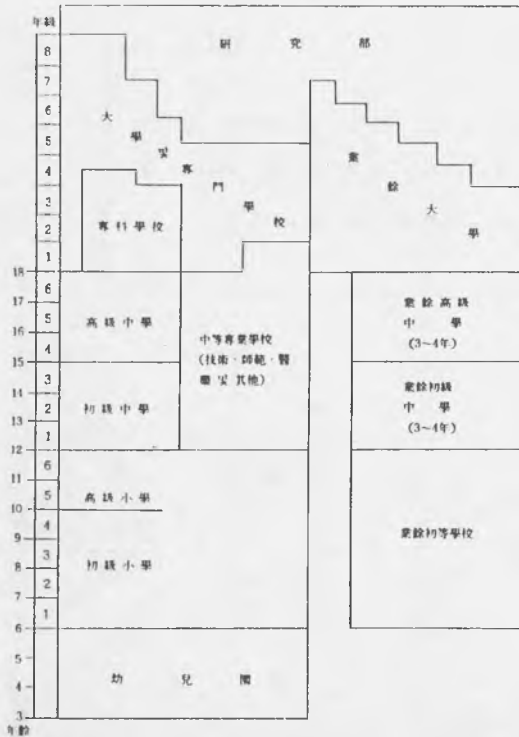 年級
研 究 部
8
7
6
5
4
3
2
1
大 學 및 專 門 學 校
業 餘 大 學
專科學校
18
17
16
15
14
13
12
11
10
9
8
7
6
5
4
3
6
5
4
3
2
1
6
5
4
3
2
1
高級中學
中等專業學校
(技術·師範·醫
療 및 其他)
業餘高級
中 學
(3~4年)
初級中學
業餘初級
中 學
(3~4年)
高級小學
初級小學
業餘初等學校
幼 兒 園
年齡